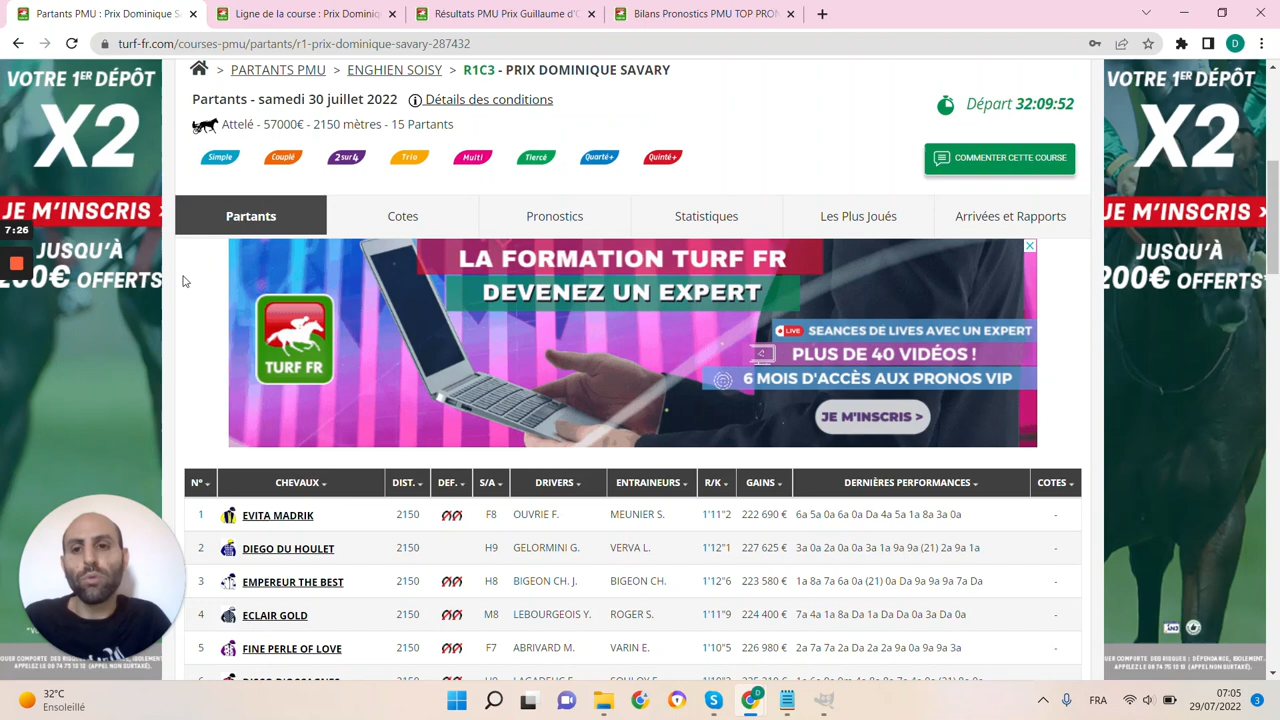 Partants PMU : Prix Dominique S
Ligne de la course : Prix Dominiq
Résultats PMU Prix Guillaume d'O
Bilans Pronostics PMU TOP PRON
turf-fr.com/courses-pmu/partants/r1-prix-dominique-savary-287432
D
VOTRE 1ER DÉPÔT
X2
JE M'INSCRIS >
JUSQU'À
200€ OFFERTS
7:26
> PARTANTS PMU > ENGHIEN SOISY > R1C3 - PRIX DOMINIQUE SAVARY
Partants - samedi 30 juillet 2022 Détails des conditions
Départ 32:09:52
Attelé - 57000€ - 2150 mètres - 15 Partants
Simple Couplé 2sur4 Trio Multi Tiercé Quarté+ Quinté+
COMMENTER CETTE COURSE
Partants Cotes Pronostics Statistiques Les Plus Joués Arrivées et Rapports
LA FORMATION TURF FR
DEVENEZ UN EXPERT
TURF FR
LIVE SEANCES DE LIVES AVEC UN EXPERT
PLUS DE 40 VIDÉOS !
6 MOIS D'ACCÈS AUX PRONOS VIP
JE M'INSCRIS >
N° CHEVAUX DIST. DEF. S/A DRIVERS ENTRAINEURS R/K GAINS DERNIÈRES PERFORMANCES COTES
1 EVITA MADRIK 2150 F8 OUVRIE F. MEUNIER S. 1'11"2 222 690 € 6a 5a 0a 6a 0a Da 4a 5a 1a 8a 3a 0a -
2 DIEGO DU HOULET 2150 H9 GELORMINI G. VERVA L. 1'12"1 227 625 € 3a 0a 2a 0a 0a 3a 1a 9a 9a (21) 2a 9a 1a -
3 EMPEREUR THE BEST 2150 H8 BIGEON CH. J. BIGEON CH. 1'12"6 223 580 € 1a 8a 7a 6a 0a (21) 0a Da 9a 9a 9a 7a Da -
4 ECLAIR GOLD 2150 M8 LEBOURGEOIS Y. ROGER S. 1'11"9 224 400 € 7a 4a 1a 8a Da 1a Da Da 0a 3a Da 0a -
5 FINE PERLE OF LOVE 2150 F7 ABRIVARD M. VARIN E. 1'10"5 226 980 € 2a 7a 7a 2a Da 2a 2a 9a 0a 9a 9a 3a -
VOTRE 1ER DÉPÔT
X2
JE M'INSCRIS >
JUSQU'À
200€ OFFERTS
32°C
Ensoleillé
FRA
07:05
29/07/2022
3